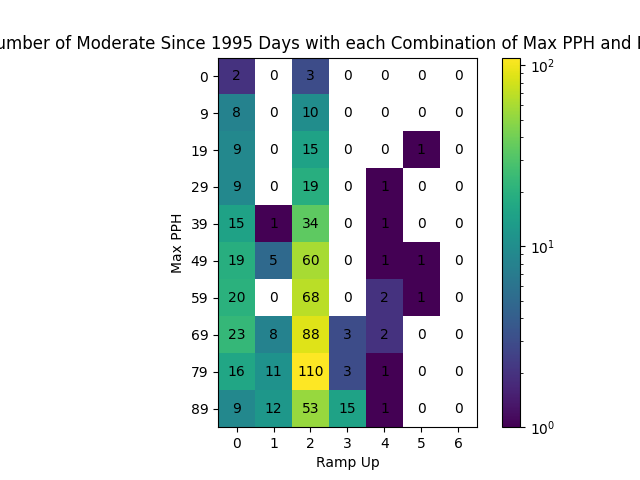 umber of Moderate Since 1995 Days with each Combination of Max PPH and
Max PPH
0 2 0 3 0 0 0 0
9 8 0 10 0 0 0 0
19 9 0 15 0 0 1 0
29 9 0 19 0 1 0 0
39 15 1 34 0 1 0 0
49 19 5 60 0 1 1 0
59 20 0 68 0 2 1 0
69 23 8 88 3 2 0 0
79 16 11 110 3 1 0 0
89 9 12 53 15 1 0 0
0 1 2 3 4 5 6
Ramp Up
10²
10¹
10⁰